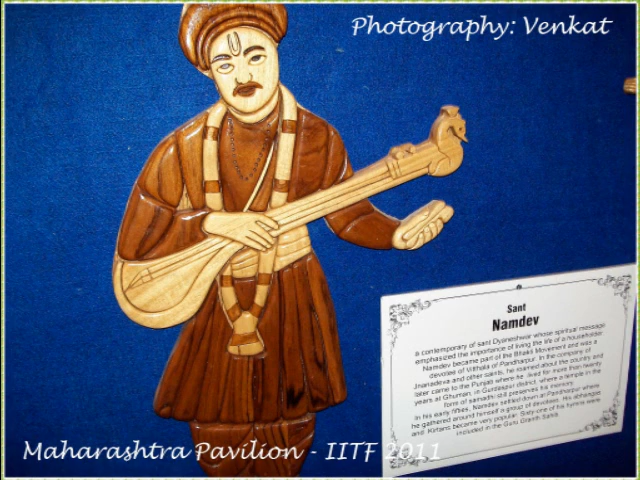 Photography: Venkat
Sant
Namdev
a contemporary of sant Dyaneshwar whose spiritual message
emphasized the importance of living the life of a householder
Namdev became part of the Bhakti Movement and was a
devotee of Vithola of Pandharpur. In the company of
Jnanadeva and other saints, he roamed about the country and
later came to the Punjab where he lived for more than twenty
years at Ghuman, in Gurdaspur district, where a temple in the
form of samadhi still preserves his memory.
In his early fifties, Namdev settled down at Pandharpur where
he gathered around himself a group of devotees. His abhangas
and Kirtans became very popular. Sixty-one of his hymns were
included in the Guru Granth Sahib.
Maharashtra Pavilion - IITF 2011